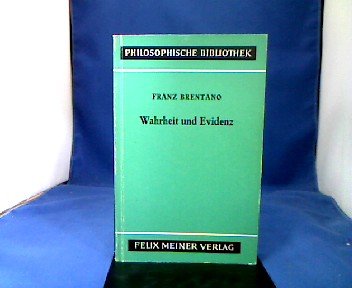 PHILOSOPHISCHE BIBLIOTHEK
FRANZ BRENTANO
Wahrheit und Evidenz
FELIX MEINER VERLAG